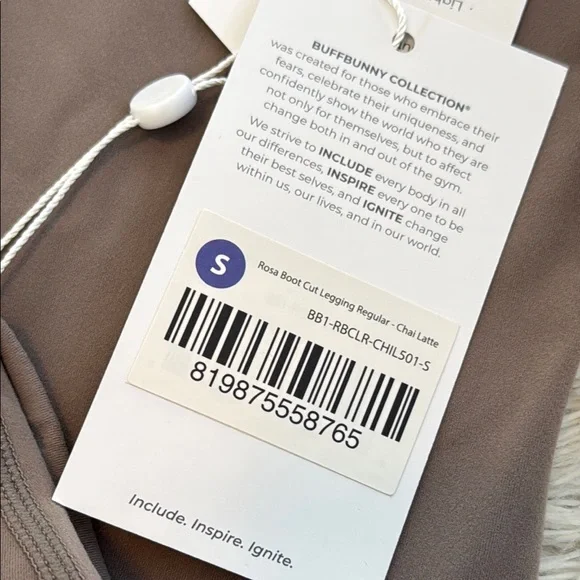 BUFFBUNNY COLLECTION®
was created for those who embrace their
fears, celebrate their uniqueness, and
confidently show the world who they are
not only for themselves, but to affect
change both in and out of the gym.
We strive to INCLUDE every body in all
our differences, INSPIRE every one to be
their best selves, and IGNITE change
within us, our lives, and in our world.
S
Rosa Boot Cut Legging Regular - Chai Latte
BB1-RBCLR-CHIL501-S
819875558765
Include. Inspire. Ignite.